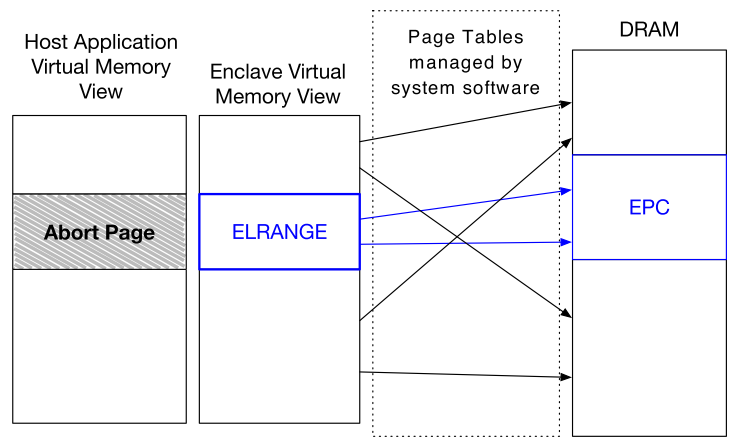 Host Application
Virtual Memory
View
Enclave Virtual
Memory View
Page Tables
managed by
system software
DRAM
Abort Page
ELRANGE
EPC